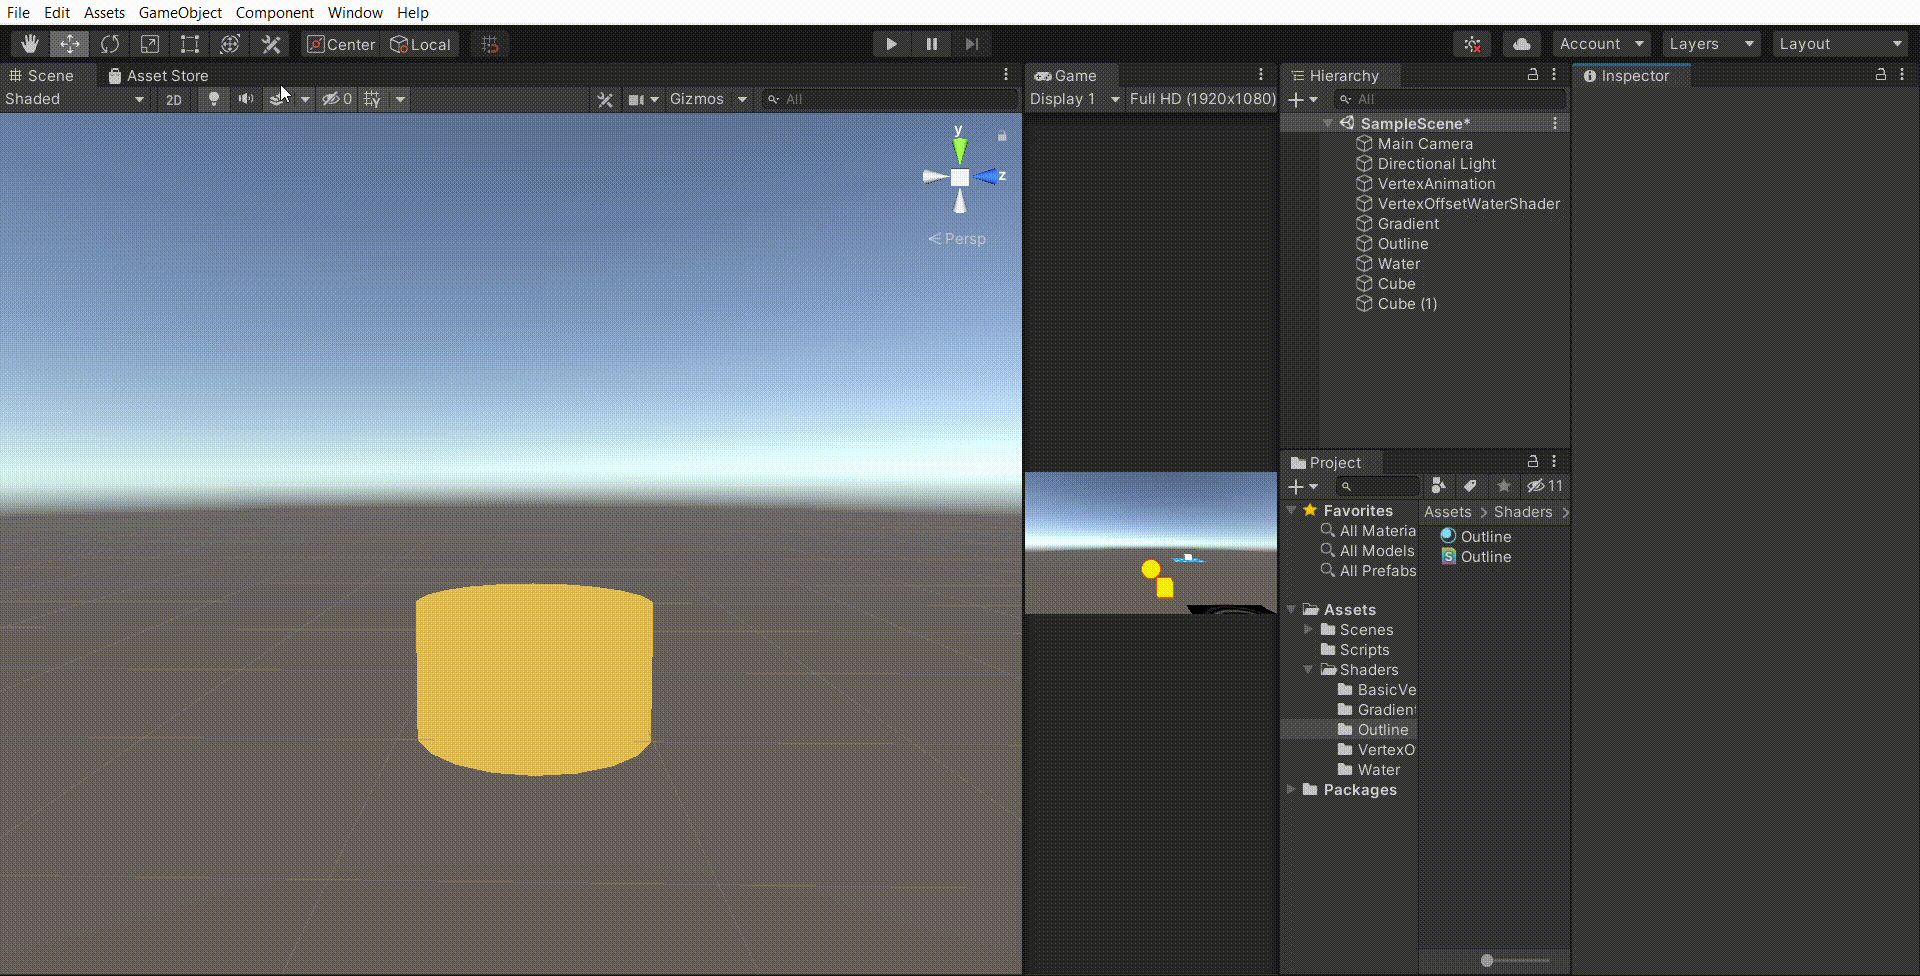 File Edit Assets GameObject Component Window Help
Center Local Account Layers Layout
Scene Asset Store
Shaded 2D 0 Gizmos All
y
z
Persp
Game
Display 1 Full HD (1920x1080)
Hierarchy
All
SampleScene*
Main Camera
Directional Light
VertexAnimation
VertexOffsetWaterShader
Gradient
Outline
Water
Cube
Cube (1)
Project
11
Favorites
All Materia
All Models
All Prefabs
Assets
Scenes
Scripts
Shaders
BasicVe
Gradient
Outline
VertexO
Water
Packages
Assets > Shaders >
Outline
S Outline
Inspector